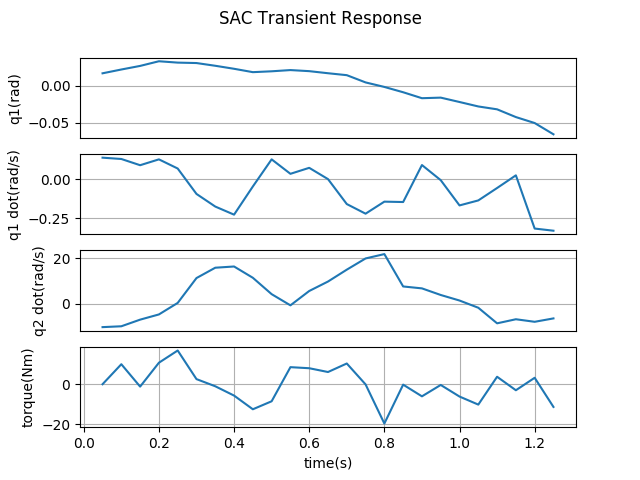 SAC Transient Response
q1(rad)
0.00
−0.05
q1 dot(rad/s)
0.00
−0.25
q2 dot(rad/s)
20
0
torque(Nm)
0
−20
0.0 0.2 0.4 0.6 0.8 1.0 1.2
time(s)